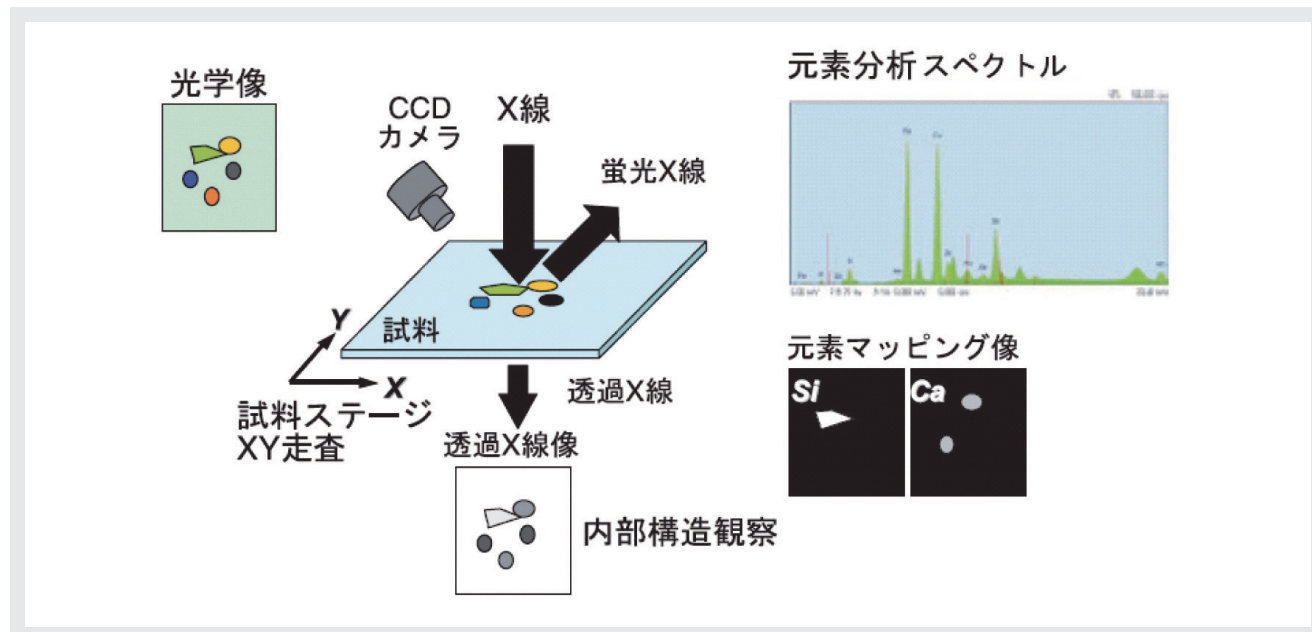 光学像
CCD
カメラ
X線
蛍光X線
試料
Y
X
試料ステージ
XY走査
透過X線
透過X線像
内部構造観察
元素分析スペクトル
元素マッピング像
Si
Ca